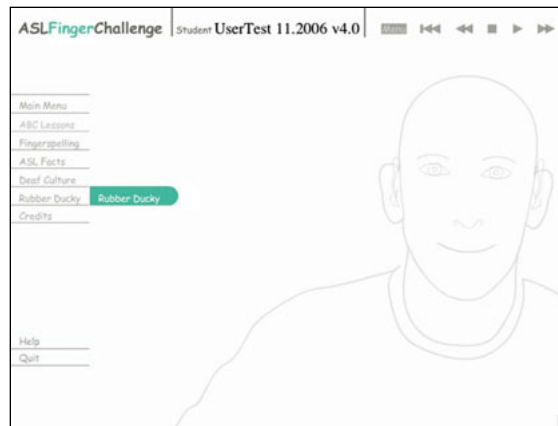 ASLFingerChallenge Student UserTest 11.2006 v4.0 Menu
Main Menu
ABC Lessons
Fingerspelling
ASL Facts
Deaf Culture
Rubber Ducky Rubber Ducky
Credits
Help
Quit